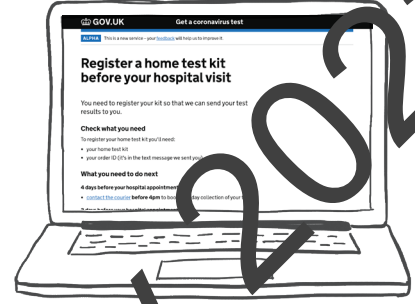 GOV.UK Get a coronavirus test
ALPHA This is a new service – your feedback will help us to improve it.
Register a home test kit
before your hospital visit
You need to register your kit so that we can send your test
results to you.
Check what you need
To register your home test kit you'll need:
• your home test kit
• your order ID (it's in the text message we sent you)
What you need to do next
4 days before your hospital appointment
contact the courier before 4pm to book day collection of your
202